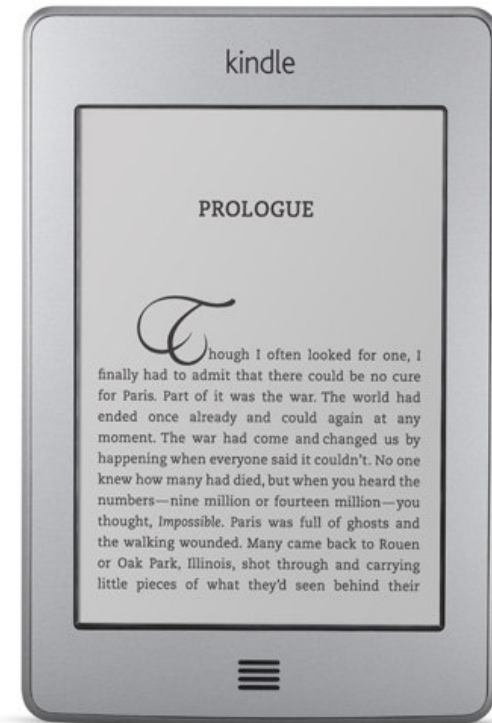 kindle
PROLOGUE
Though I often looked for one, I
finally had to admit that there could be no cure
for Paris. Part of it was the war. The world had
ended once already and could again at any
moment. The war had come and changed us by
happening when everyone said it couldn't. No one
knew how many had died, but when you heard the
numbers—nine million or fourteen million—you
thought, Impossible. Paris was full of ghosts and
the walking wounded. Many came back to Rouen
or Oak Park, Illinois, shot through and carrying
little pieces of what they'd seen behind their